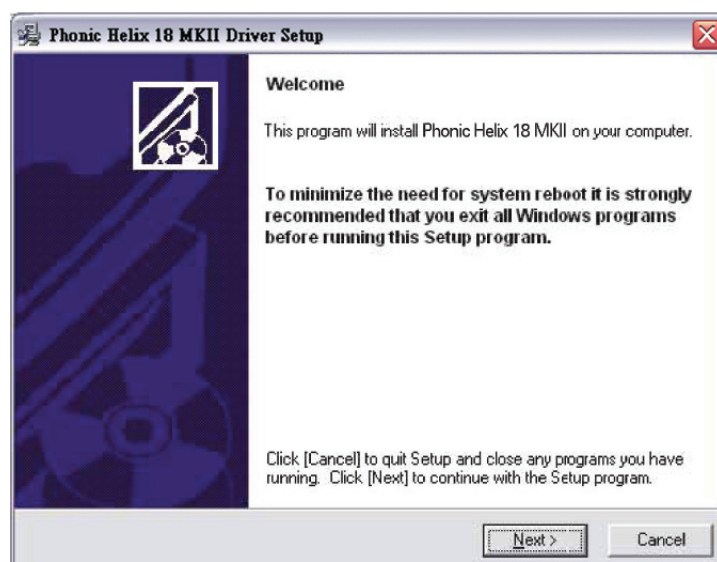 Phonic Helix 18 MKII Driver Setup
Welcome
This program will install Phonic Helix 18 MKII on your computer.
To minimize the need for system reboot it is strongly
recommended that you exit all Windows programs
before running this Setup program.
Click [Cancel] to quit Setup and close any programs you have
running. Click [Next] to continue with the Setup program.
Next >
Cancel